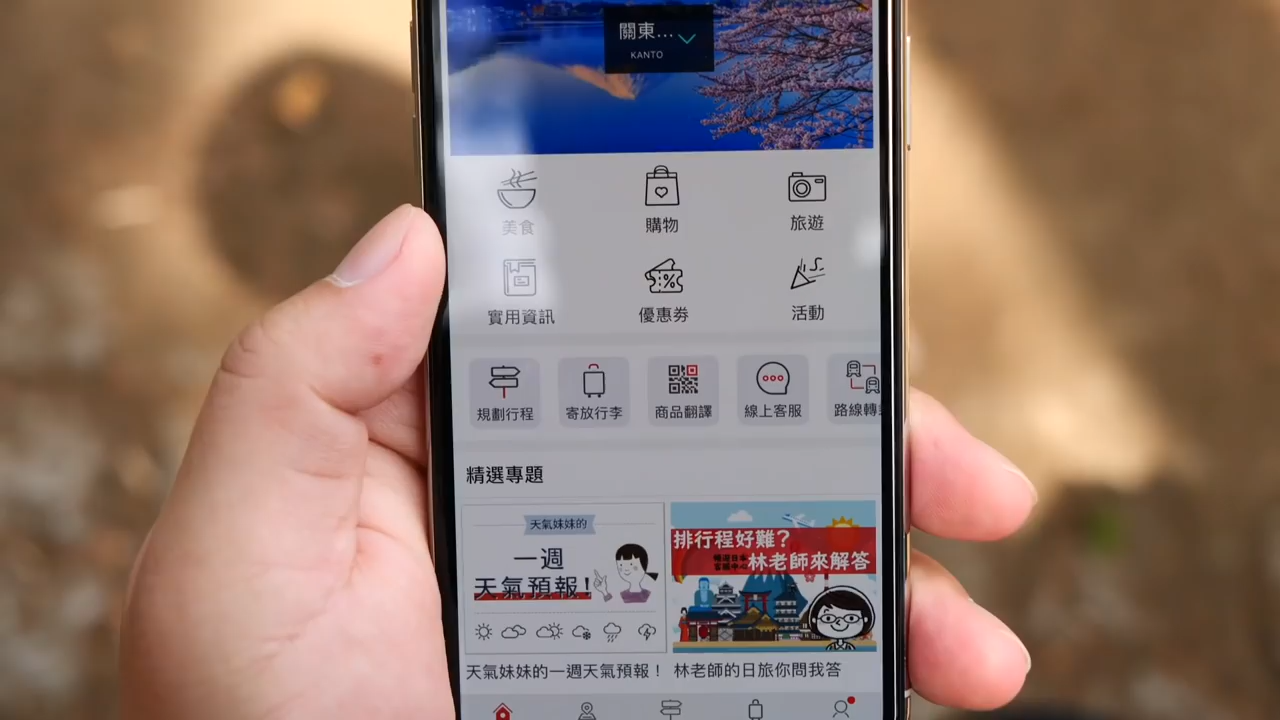 關東...
KANTO
美食
購物
旅遊
實用資訊
優惠券
活動
規劃行程
寄放行李
商品翻譯
線上客服
路線轉
精選專題
天氣妹妹的
一週
天氣預報!
排行程好難?
林老師來解答
天氣妹妹的一週天氣預報!
林老師的日旅你問我答